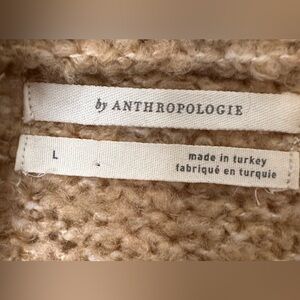 by ANTHROPOLOGIE
L
made in turkey
fabriqué en turquie